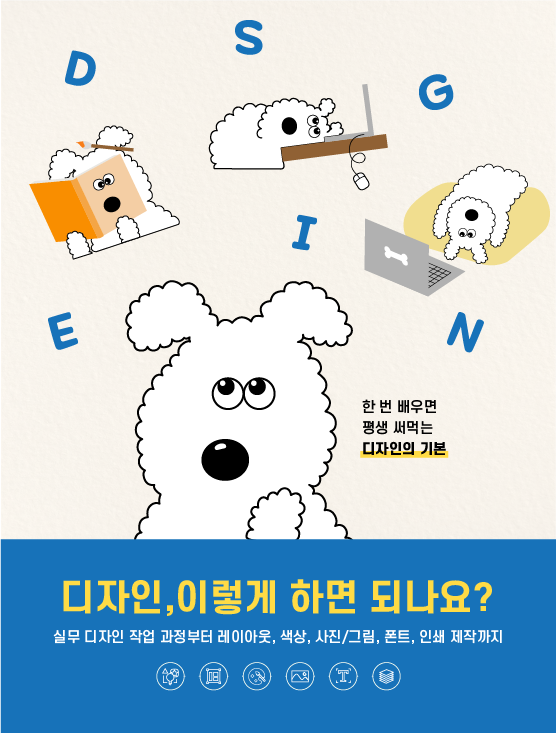 D
S
G
I
E
N
한 번 배우면
평생 써먹는
디자인의 기본
디자인,이렇게 하면 되나요?
실무 디자인 작업 과정부터 레이아웃, 색상, 사진/그림, 폰트, 인쇄 제작까지
T